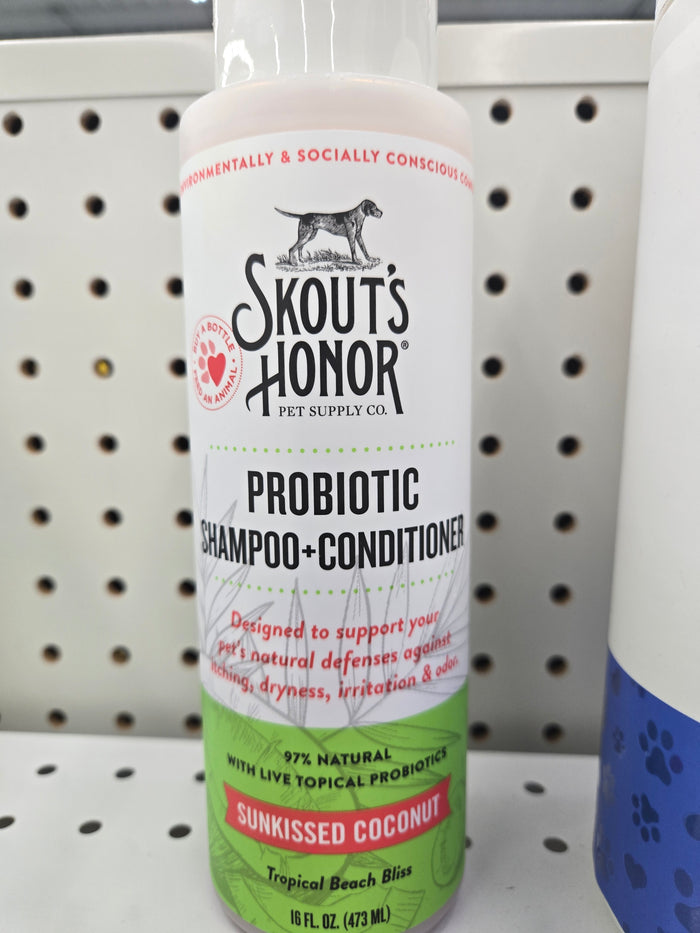 ENVIRONMENTALLY & SOCIALLY CONSCIOUS
SKOUT'S
HONOR®
PET SUPPLY CO.
BUY A BOTTLE
FEED AN ANIMAL
PROBIOTIC
SHAMPOO+CONDITIONER
Designed to support your
pet's natural defenses against
itching, dryness, irritation & odor.
97% NATURAL
WITH LIVE TOPICAL PROBIOTICS
SUNKISSED COCONUT
Tropical Beach Bliss
16 FL. OZ. (473 ML)